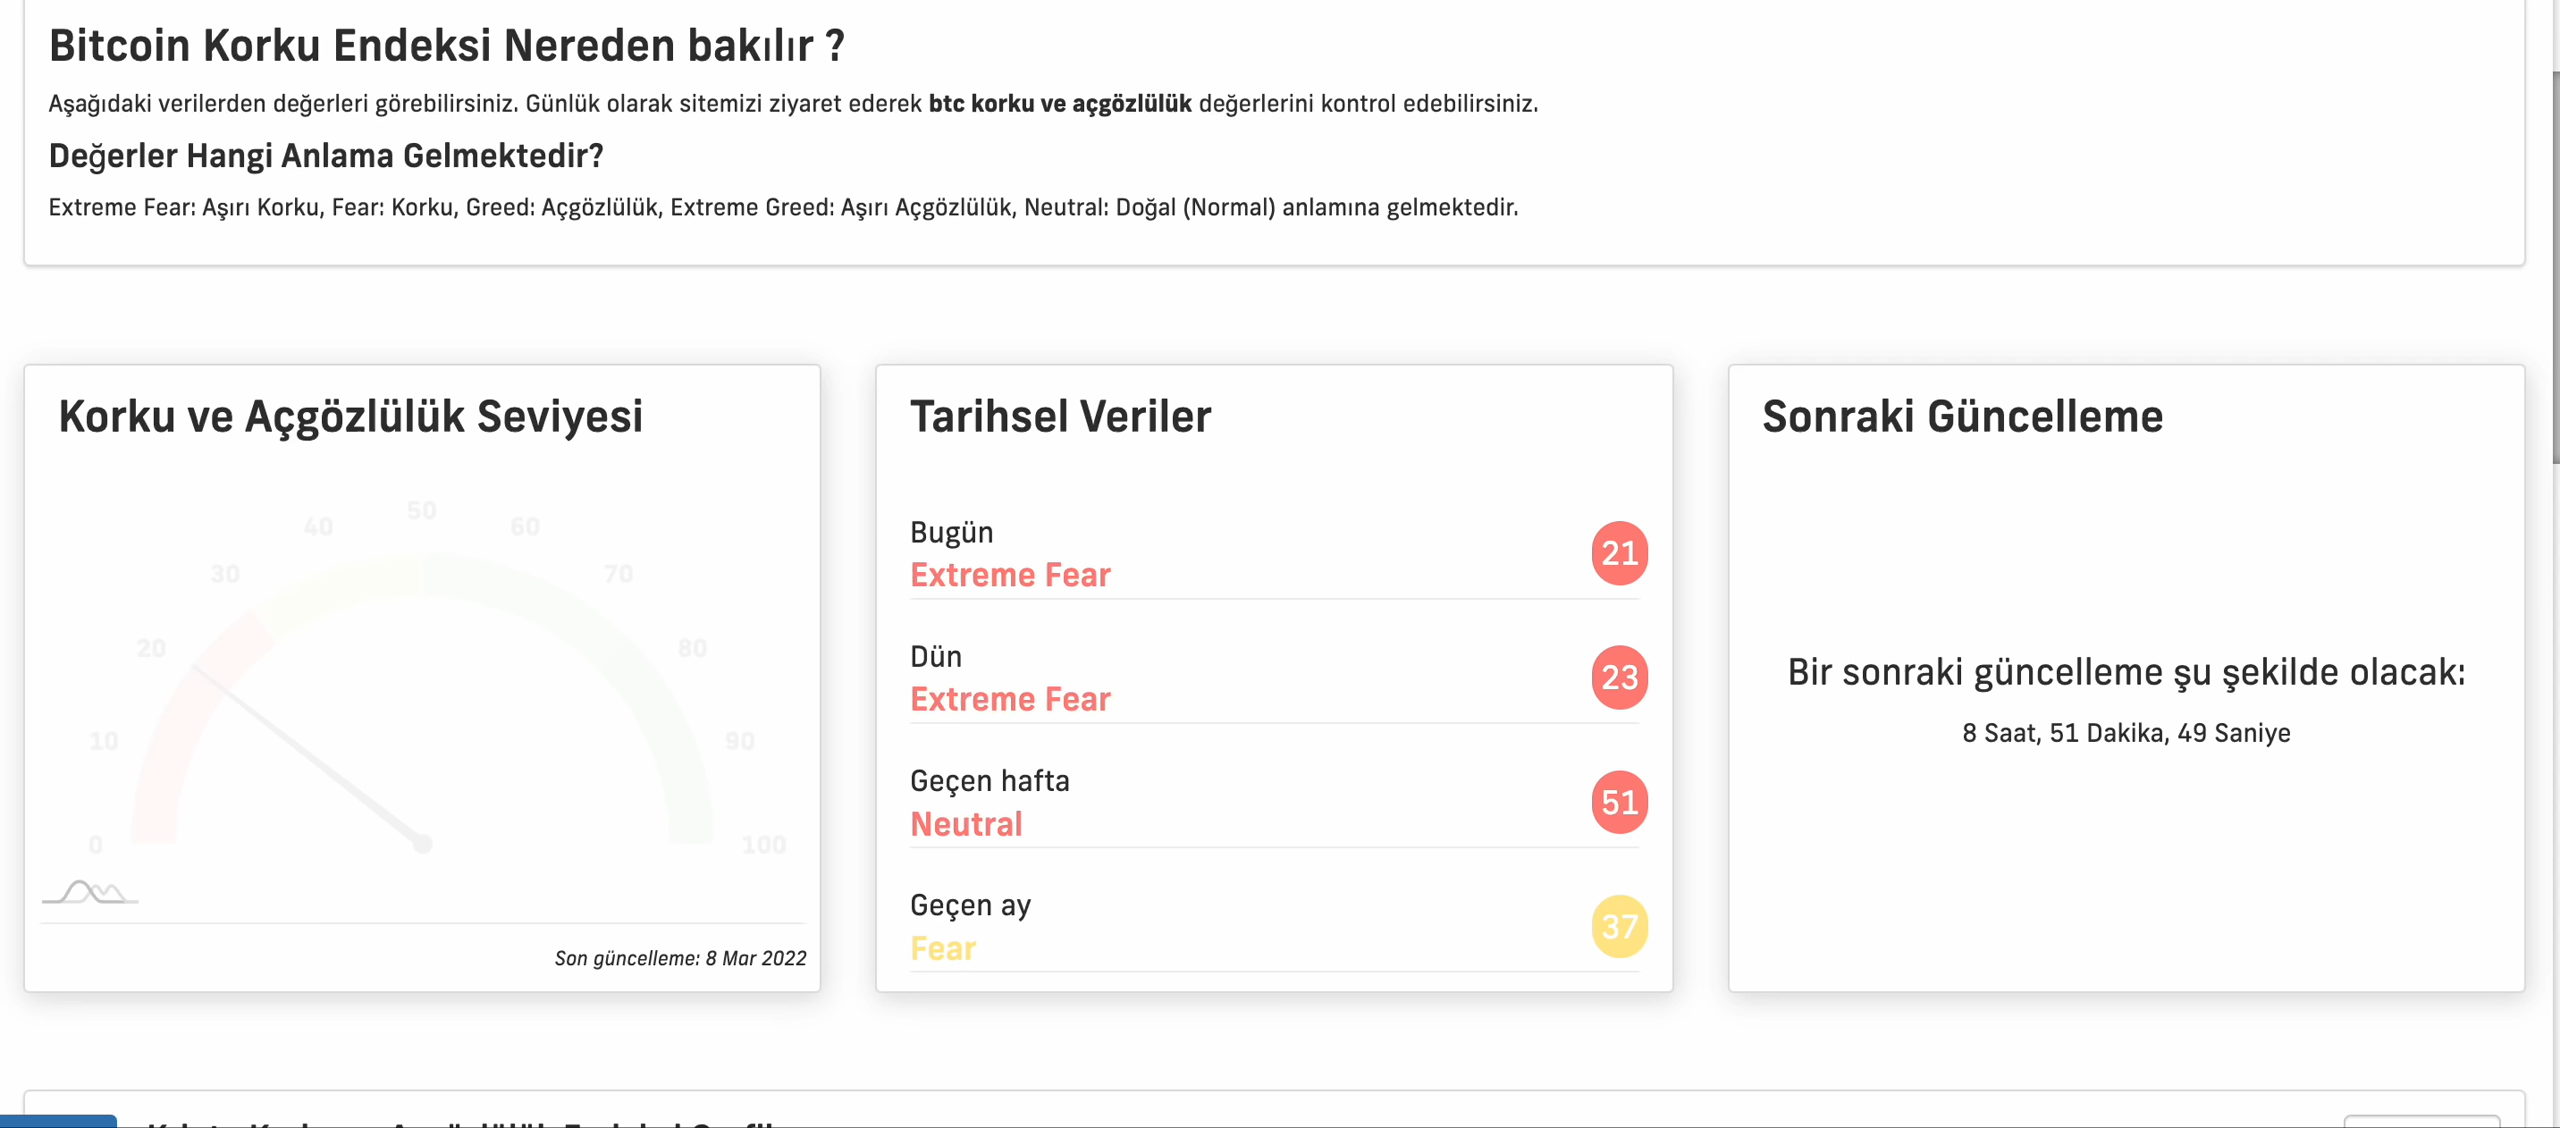 Bitcoin Korku Endeksi Nereden bakılır ?
Aşağıdaki verilerden değerleri görebilirsiniz. Günlük olarak sitemizi ziyaret ederek btc korku ve açgözlülük değerlerini kontrol edebilirsiniz.
Değerler Hangi Anlama Gelmektedir?
Extreme Fear: Aşırı Korku, Fear: Korku, Greed: Açgözlülük, Extreme Greed: Aşırı Açgözlülük, Neutral: Doğal (Normal) anlamına gelmektedir.
Korku ve Açgözlülük Seviyesi
0
10
20
30
40
50
60
70
80
90
100
Son güncelleme: 8 Mar 2022
Tarihsel Veriler
Bugün
Extreme Fear
21
Dün
Extreme Fear
23
Geçen hafta
Neutral
51
Geçen ay
Fear
37
Sonraki Güncelleme
Bir sonraki güncelleme şu şekilde olacak:
8 Saat, 51 Dakika, 49 Saniye